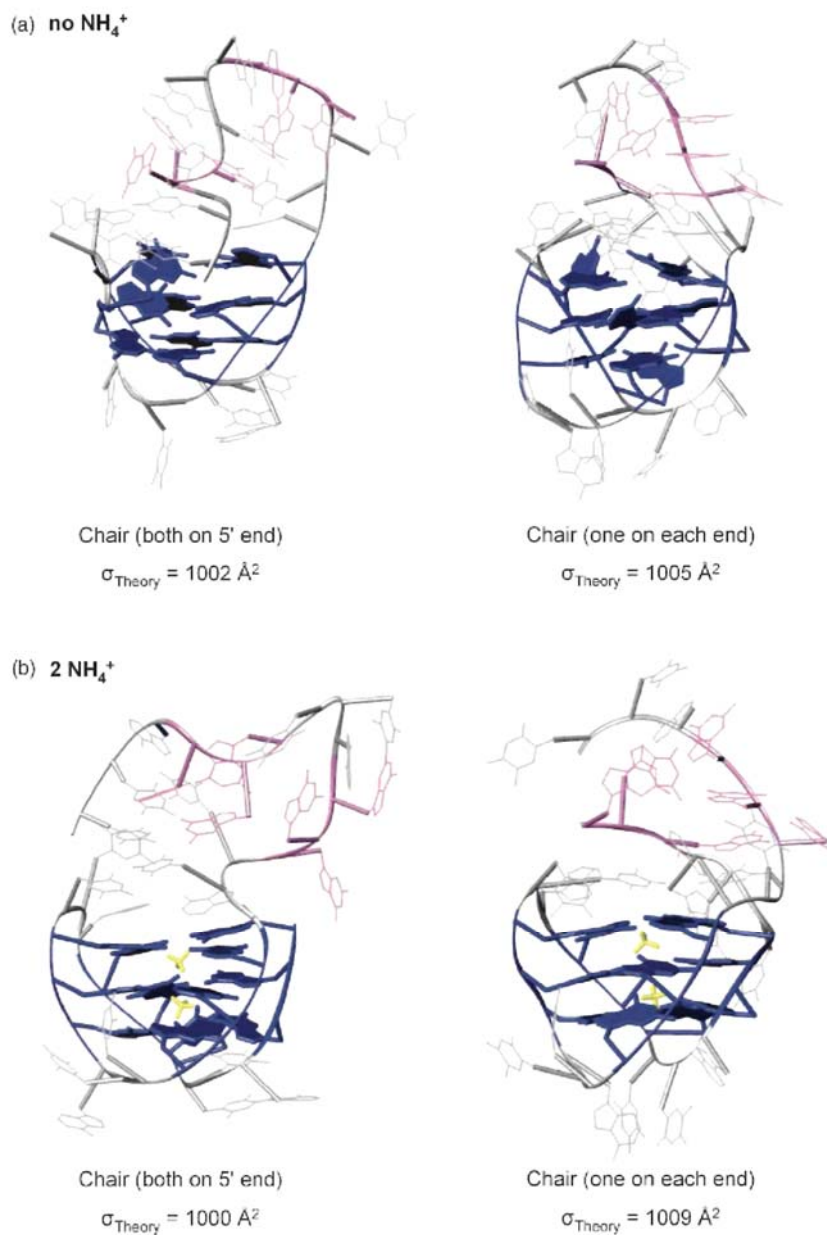 (a) no NH₄⁺
Chair (both on 5' end)
σTheory = 1002 Å²
Chair (one on each end)
σTheory = 1005 Å²
(b) 2 NH₄⁺
Chair (both on 5' end)
σTheory = 1000 Å²
Chair (one on each end)
σTheory = 1009 Å²